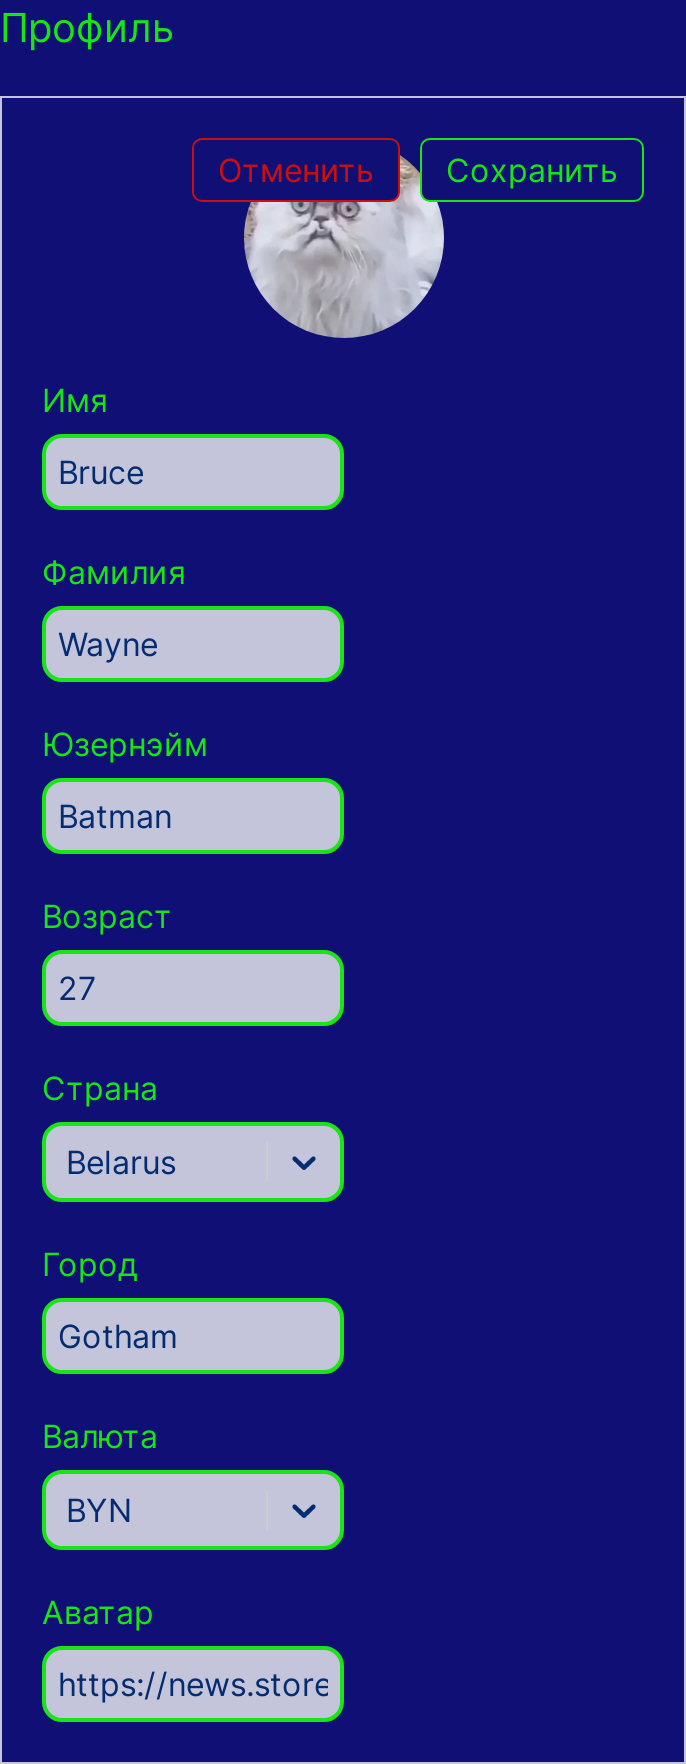 Профиль
Отменить
Сохранить
Имя
Bruce
Фамилия
Wayne
Юзернэйм
Batman
Возраст
27
Страна
Belarus
Город
Gotham
Валюта
BYN
Аватар
https://news.store